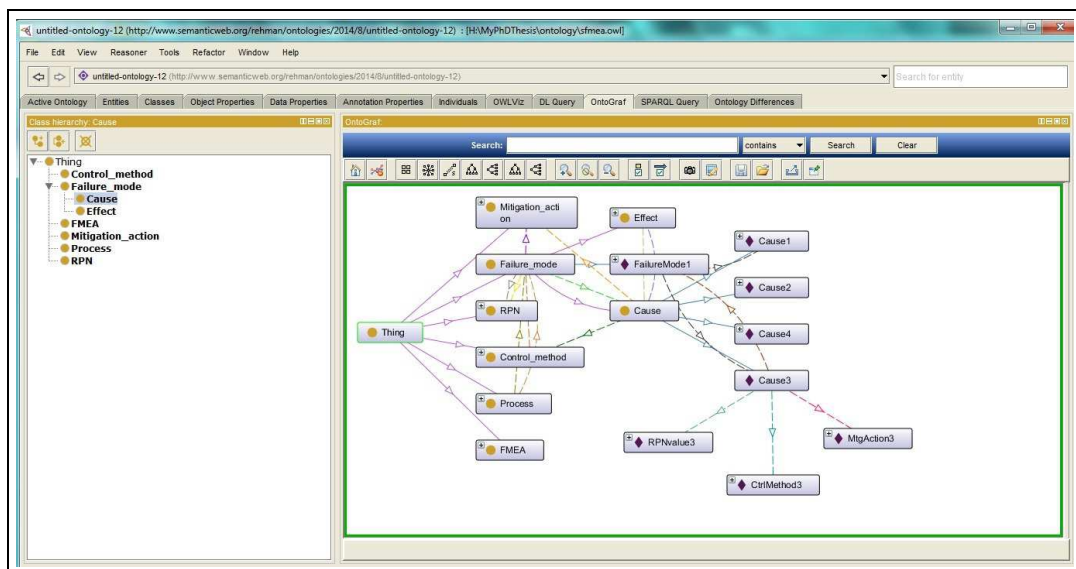 untitled-ontology-12 (http://www.semanticweb.org/rehman/ontologies/2014/8/untitled-ontology-12) : [H:\MyPhDThesis\ontology\sfmea.owl]
File Edit View Reasoner Tools Refactor Window Help
untitled-ontology-12 (http://www.semanticweb.org/rehman/ontologies/2014/8/untitled-ontology-12)
Search for entity
Active Ontology Entities Classes Object Properties Data Properties Annotation Properties Individuals OWLViz DL Query OntoGraf SPARQL Query Ontology Differences
Class hierarchy: Cause
Thing
Control_method
Failure_mode
Cause
Effect
FMEA
Mitigation_action
Process
RPN
OntoGraf:
Search: contains Search Clear
Mitigation_acti
on
Effect
Cause1
Failure_mode
FailureMode1
Cause2
RPN
Cause
Thing
Cause4
Control_method
Cause3
Process
RPNvalue3
MtgAction3
FMEA
CtrlMethod3